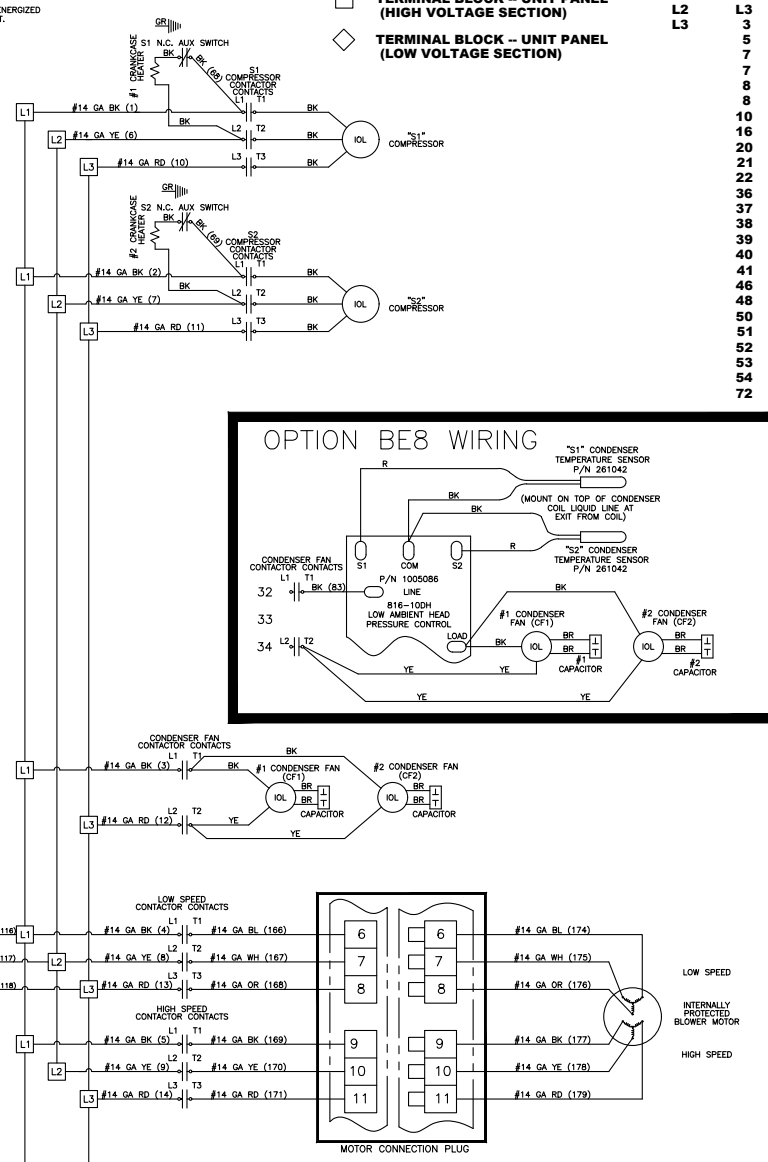 ENERGIZED
T.
TERMINAL BLOCK -- UNIT PANEL
(HIGH VOLTAGE SECTION)
TERMINAL BLOCK -- UNIT PANEL
(LOW VOLTAGE SECTION)
L2 L3
L3 3
5
7
7
8
8
10
16
20
21
22
36
37
38
39
40
41
46
48
50
51
52
53
54
72
GR
S1 N.C. AUX SWITCH
BK
BK (68)
#1 CRANKCASE
HEATER
S1
COMPRESSOR
CONTACTOR
CONTACTS
L1 #14 GA BK (1) L1 T1 BK
BK
L2 #14 GA YE (6) L2 T2 BK
IOL
"S1"
COMPRESSOR
L3 #14 GA RD (10) L3 T3 BK
GR
S2 N.C. AUX SWITCH
BK
BK (69)
#2 CRANKCASE
HEATER
S2
COMPRESSOR
CONTACTOR
CONTACTS
L1 #14 GA BK (2) L1 T1 BK
BK
L2 #14 GA YE (7) L2 T2 BK
IOL
"S2"
COMPRESSOR
L3 #14 GA RD (11) L3 T3 BK
OPTION BE8 WIRING
R
"S1" CONDENSER
TEMPERATURE SENSOR
P/N 261042
BK
(MOUNT ON TOP OF CONDENSER
COIL LIQUID LINE AT
EXIT FROM COIL)
BK
R
"S2" CONDENSER
TEMPERATURE SENSOR
P/N 261042
S1 COM S2
CONDENSER FAN
CONTACTOR CONTACTS
P/N 1005086
32 L1 T1 BK (83) LINE
BK
816-10DH
LOW AMBIENT HEAD
PRESSURE CONTROL
33
#1 CONDENSER
FAN (CF1)
#2 CONDENSER
FAN (CF2)
34 L2 T2
LOAD
BK IOL BR BR
#1
CAPACITOR
IOL BR BR
#2
CAPACITOR
YE YE
YE YE
CONDENSER FAN
CONTACTOR CONTACTS
L1 #14 GA BK (3) L1 T1 BK
BK
#1 CONDENSER FAN
(CF1)
#2 CONDENSER FAN
(CF2)
IOL BR BR
CAPACITOR
IOL BR BR
CAPACITOR
L3 #14 GA RD (12) L2 T2 YE
YE
LOW SPEED
CONTACTOR CONTACTS
116) L1 #14 GA BK (4) L1 T1 #14 GA BL (166) 6 6 #14 GA BL (174)
117) L2 #14 GA YE (8) L2 T2 #14 GA WH (167) 7 7 #14 GA WH (175)
118) L3 #14 GA RD (13) L3 T3 #14 GA OR (168) 8 8 #14 GA OR (176)
LOW SPEED
INTERNALLY
PROTECTED
BLOWER MOTOR
HIGH SPEED
HIGH SPEED
CONTACTOR CONTACTS
L1 #14 GA BK (5) L1 T1 #14 GA BK (169) 9 9 #14 GA BK (177)
L2 #14 GA YE (9) L2 T2 #14 GA YE (170) 10 10 #14 GA YE (178)
L3 #14 GA RD (14) L3 T3 #14 GA RD (171) 11 11 #14 GA RD (179)
MOTOR CONNECTION PLUG